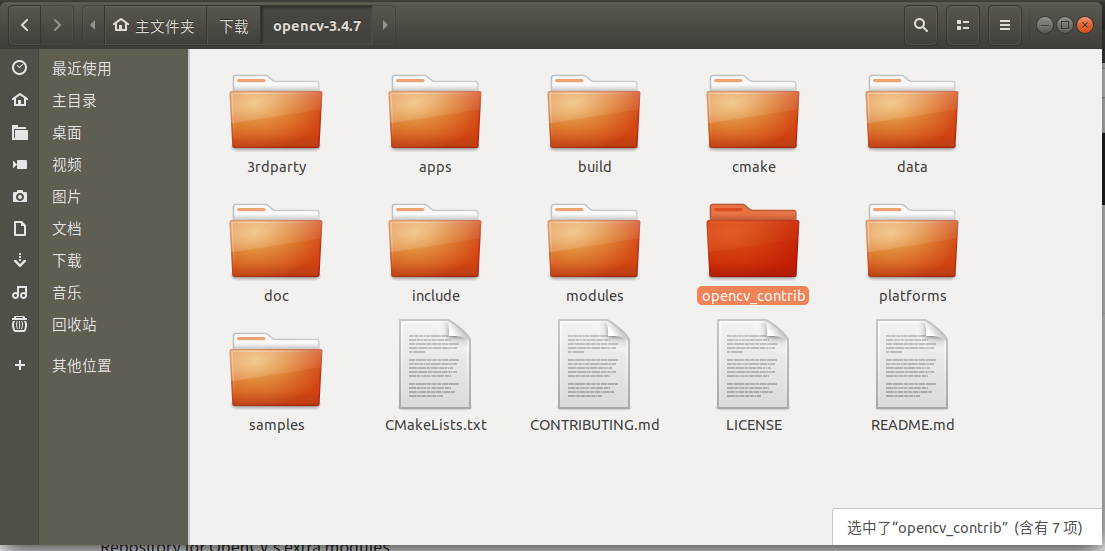 主文件夹
下载
opencv-3.4.7
最近使用
主目录
桌面
视频
图片
文档
下载
音乐
回收站
其他位置
3rdparty
apps
build
cmake
data
doc
include
modules
opencv_contrib
platforms
samples
CMakeLists.txt
CONTRIBUTING.md
LICENSE
README.md
选中了“opencv_contrib” (含有 7 项)
Repository for OpenCV's extra modules